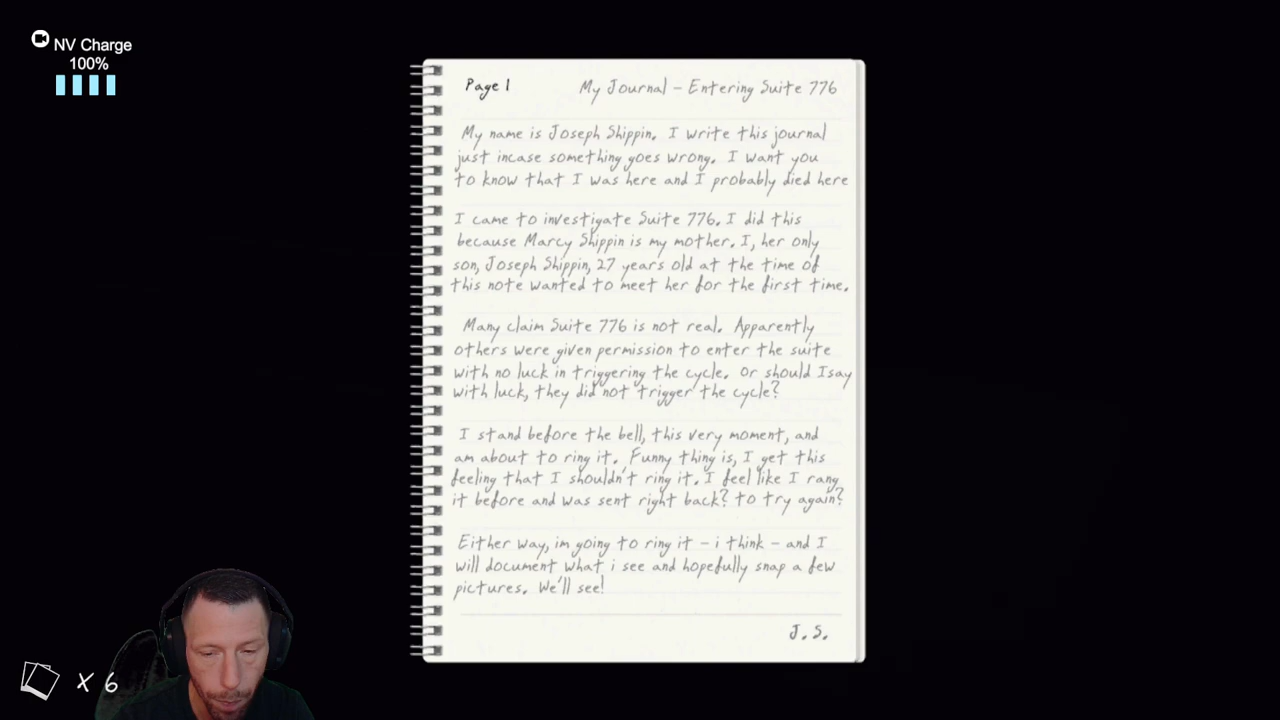 NV Charge
100%
Page 1
My Journal - Entering Suite 776
My name is Joseph Shippin. I write this journal
just incase something goes wrong. I want you
to know that I was here and I probably died here
I came to investigate Suite 776. I did this
because Marcy Shippin is my mother. I, her only
son, Joseph Shippin, 27 years old at the time of
this note wanted to meet her for the first time.
Many claim Suite 776 is not real. Apparently
others were given permission to enter the suite
with no luck in triggering the cycle. Or should I say
with luck, they did not trigger the cycle?
I stand before the bell, this very moment, and
am about to ring it. Funny thing is, I get this
feeling that I shouldn't ring it. I feel like I rang
it before and was sent right back? to try again?
Either way, im going to ring it - i think - and I
will document what i see and hopefully snap a few
pictures. We'll see!
J. S.
X 6